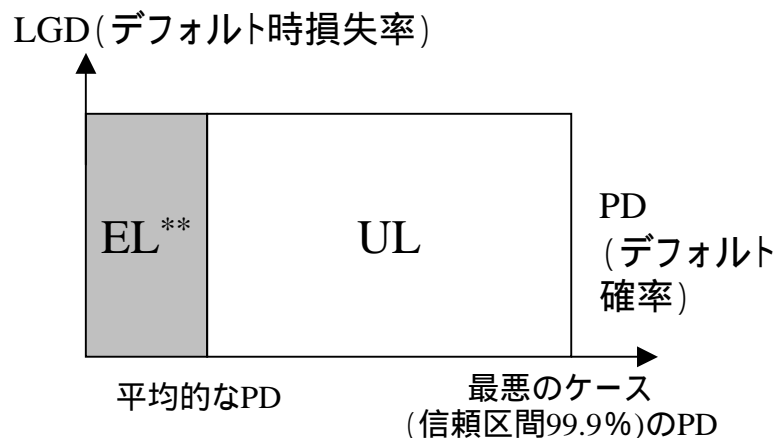 LGD(デフォルト時損失率)
EL**
UL
PD
(デフォルト
確率)
平均的なPD
最悪のケース
(信頼区間99.9%)のPD